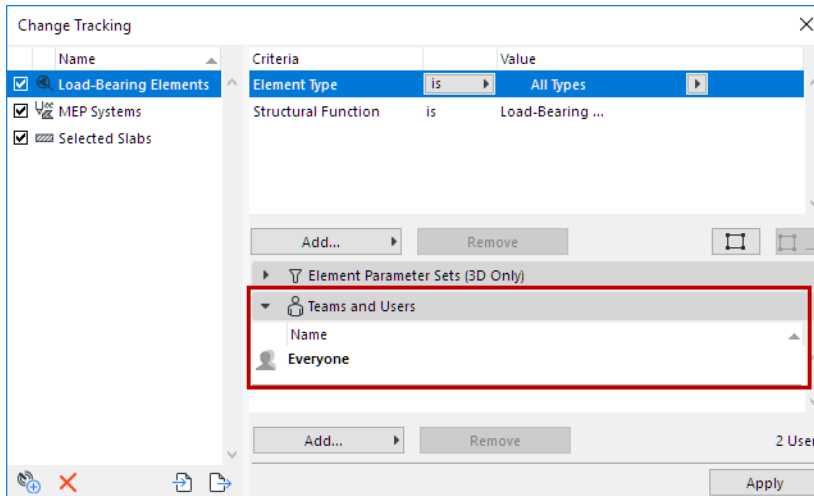 Change Tracking
Name
Load-Bearing Elements
MEP Systems
Selected Slabs
Criteria Value
Element Type is All Types
Structural Function is Load-Bearing ...
Add... Remove
Element Parameter Sets (3D Only)
Teams and Users
Name
Everyone
Add... Remove 2 User
Apply